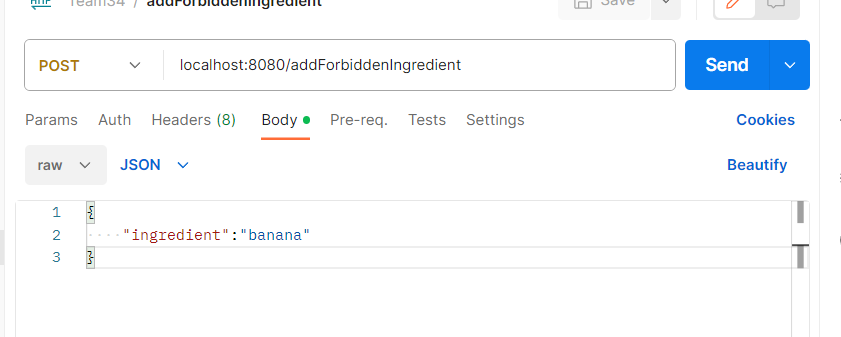 Team34 / addForbiddenIngredient
Save
POST localhost:8080/addForbiddenIngredient Send
Params Auth Headers (8) Body Pre-req. Tests Settings Cookies
raw JSON Beautify
1 {
2 "ingredient":"banana"
3 }